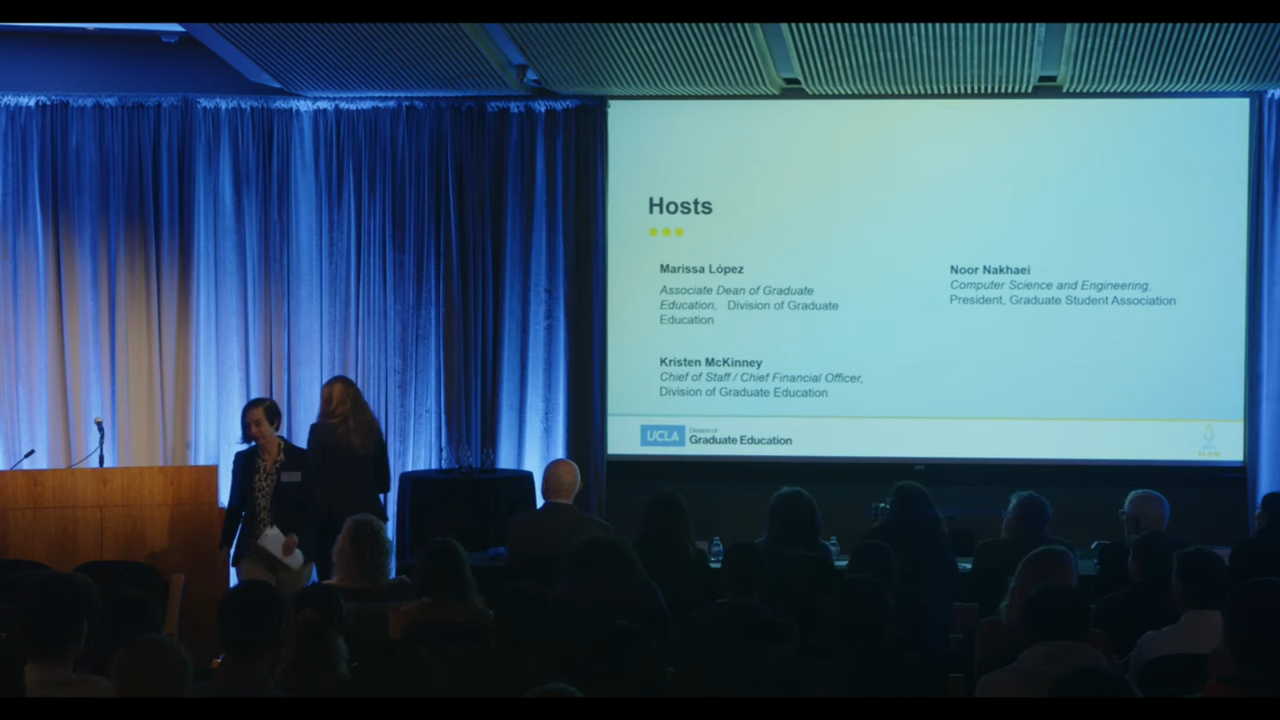 Hosts
Marissa López
Associate Dean of Graduate
Education, Division of Graduate
Education
Kristen McKinney
Chief of Staff / Chief Financial Officer,
Division of Graduate Education
Noor Nakhaei
Computer Science and Engineering,
President, Graduate Student Association
UCLA
Division of
Graduate Education